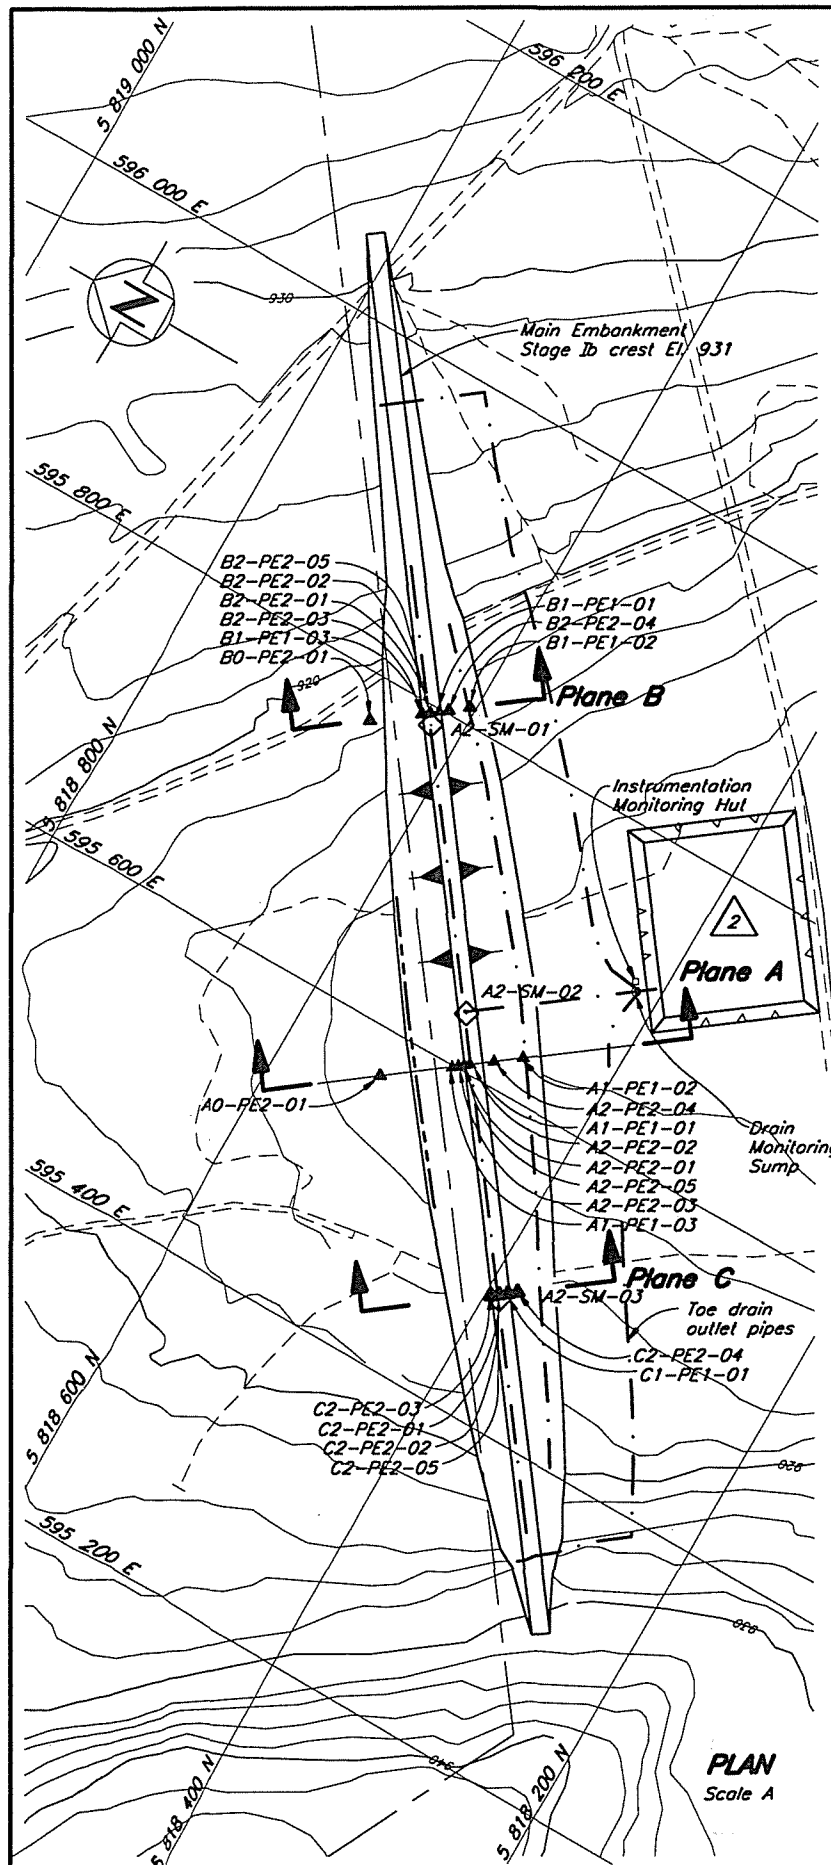 5 819 000 N
596 200 E
596 000 E
N
930
Main Embankment
Stage Ib crest El. 931
595 800 E
B2-PE2-05
B2-PE2-02
B2-PE2-01
B2-PE2-03
B1-PE1-03
B0-PE2-01
B1-PE1-01
B2-PE2-04
B1-PE1-02
920
Plane B
A2-SM-01
5 818 800 N
Instrumentation
Monitoring Hut
595 600 E
2
Plane A
A2-SM-02
A0-PE2-01
A1-PE1-02
A2-PE2-04
A1-PE1-01
A2-PE2-02
A2-PE2-01
A2-PE2-05
A2-PE2-03
A1-PE1-03
Drain
Monitoring
Sump
595 400 E
Plane C
A2-SM-03
Toe drain
outlet pipes
C2-PE2-04
C1-PE1-01
5 818 600 N
C2-PE2-03
C2-PE2-01
C2-PE2-02
C2-PE2-05
920
595 200 E
930
940
PLAN
Scale A
5 818 400 N
5 818 200 N